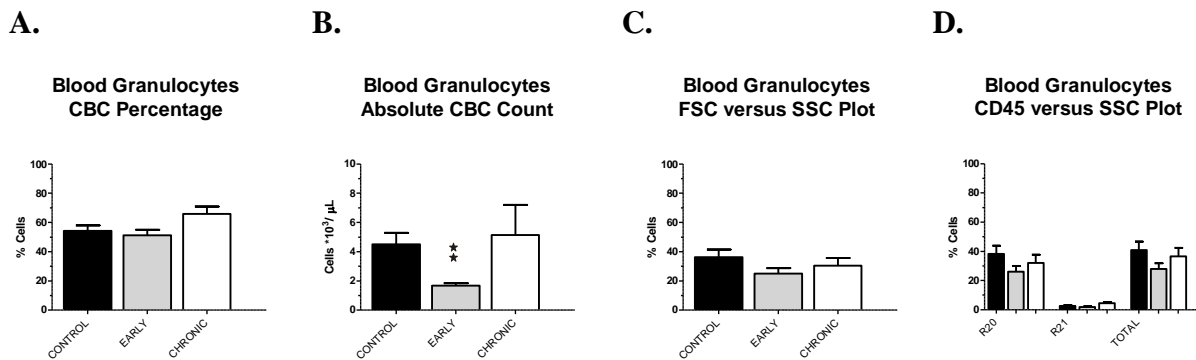 A.
Blood Granulocytes
CBC Percentage
100
80
60
40
20
0
% Cells
CONTROL
EARLY
CHRONIC
B.
Blood Granulocytes
Absolute CBC Count
10
8
6
4
2
0
Cells *10³/ µL
CONTROL
EARLY
CHRONIC
C.
Blood Granulocytes
FSC versus SSC Plot
100
80
60
40
20
0
% Cells
CONTROL
EARLY
CHRONIC
D.
Blood Granulocytes
CD45 versus SSC Plot
100
80
60
40
20
0
% Cells
R20
R21
TOTAL